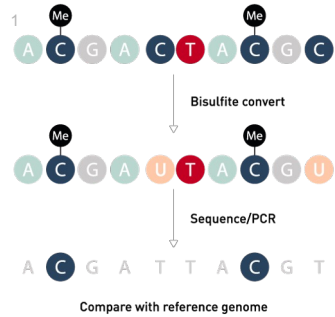 1
Me Me
A C G A C T A C G C
Bisulfite convert
Me Me
A C G A U T A C G U
Sequence/PCR
A C G A T T A C G T
Compare with reference genome